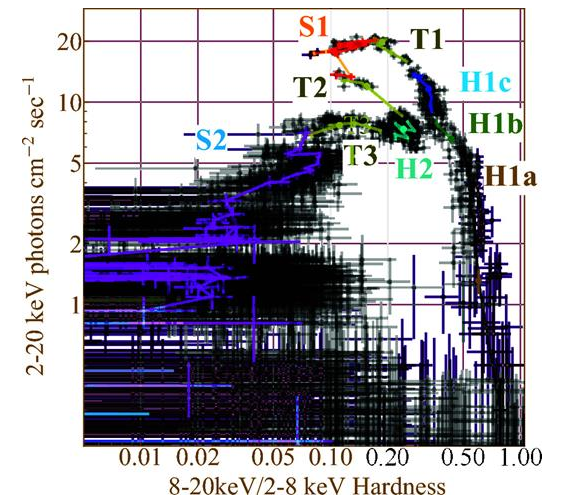 20
10
5
2
1
S1
T1
T2
H1c
H1b
S2
T3
H2
H1a
2-20 keV photons cm⁻² sec⁻¹
0.01 0.02 0.05 0.10 0.20 0.50 1.00
8-20keV/2-8 keV Hardness